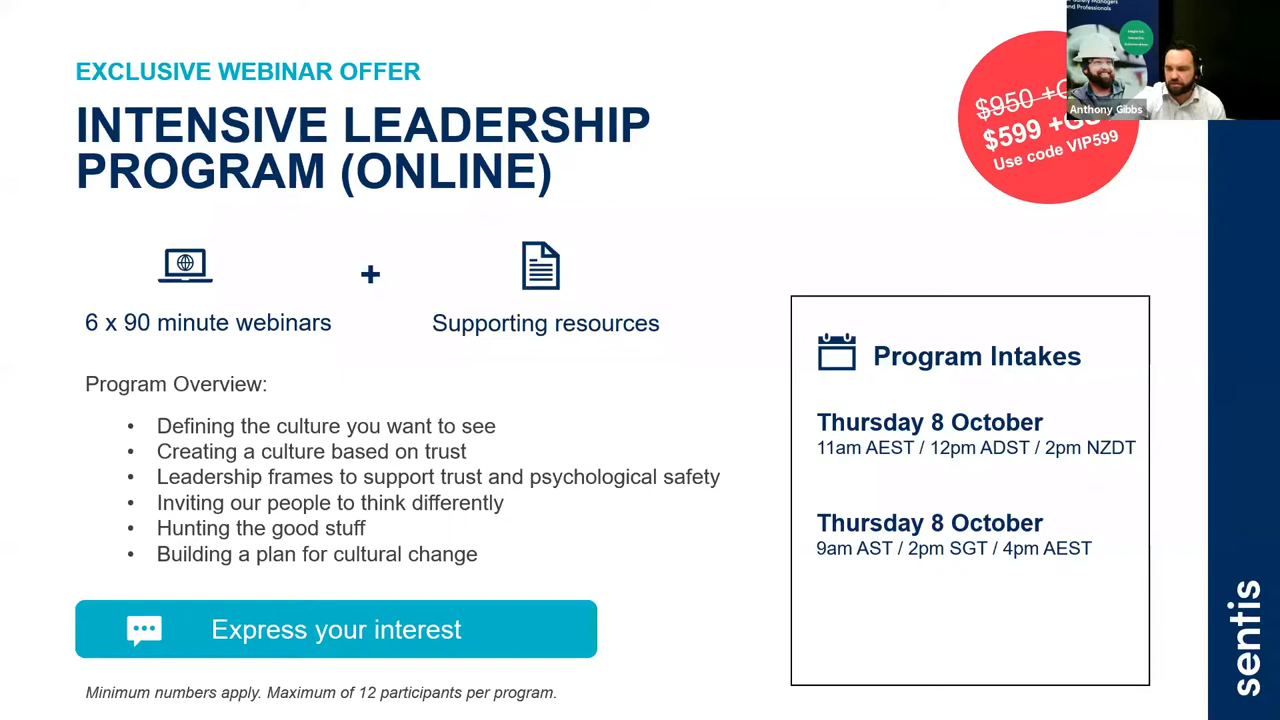 EXCLUSIVE WEBINAR OFFER
INTENSIVE LEADERSHIP
PROGRAM (ONLINE)
$950
$599
Use code VIP599
Safety Managers
and Professionals
Anthony Gibbs
+
6 x 90 minute webinars
Supporting resources
Program Overview:
• Defining the culture you want to see
• Creating a culture based on trust
• Leadership frames to support trust and psychological safety
• Inviting our people to think differently
• Hunting the good stuff
• Building a plan for cultural change
Express your interest
Minimum numbers apply. Maximum of 12 participants per program.
Program Intakes
Thursday 8 October
11am AEST / 12pm ADST / 2pm NZDT
Thursday 8 October
9am AST / 2pm SGT / 4pm AEST
sentis